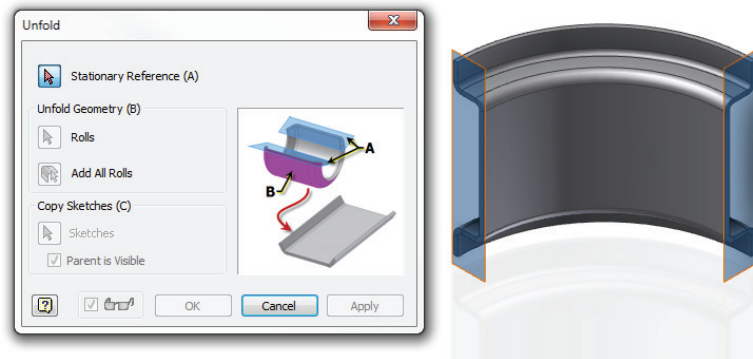 Unfold
Stationary Reference (A)
Unfold Geometry (B)
Rolls
Add All Rolls
Copy Sketches (C)
Sketches
Parent is Visible
A
B
OK
Cancel
Apply